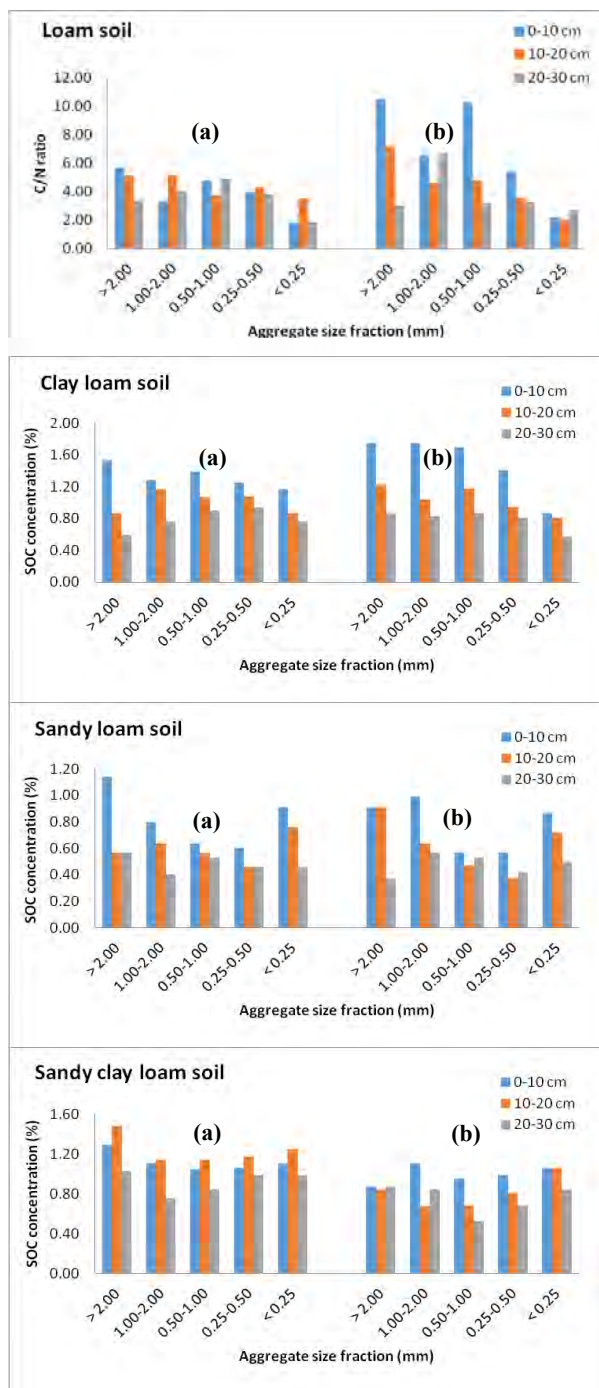 Loam soil
0-10 cm
10-20 cm
20-30 cm
12.00
10.00
8.00
6.00
4.00
2.00
0.00
C/N ratio
(a)
(b)
> 2.00
1.00-2.00
0.50-1.00
0.25-0.50
< 0.25
> 2.00
1.00-2.00
0.50-1.00
0.25-0.50
< 0.25
Aggregate size fraction (mm)
Clay loam soil
0-10 cm
10-20 cm
20-30 cm
2.00
1.60
1.20
0.80
0.40
0.00
SOC concentration (%)
(a)
(b)
> 2.00
1.00-2.00
0.50-1.00
0.25-0.50
< 0.25
> 2.00
1.00-2.00
0.50-1.00
0.25-0.50
< 0.25
Aggregate size fraction (mm)
Sandy loam soil
0-10 cm
10-20 cm
20-30 cm
1.20
1.00
0.80
0.60
0.40
0.20
0.00
SOC concentration (%)
(a)
(b)
> 2.00
1.00-2.00
0.50-1.00
0.25-0.50
< 0.25
> 2.00
1.00-2.00
0.50-1.00
0.25-0.50
< 0.25
Aggregate size fraction (mm)
Sandy clay loam soil
0-10 cm
10-20 cm
20-30 cm
1.60
1.20
0.80
0.40
0.00
SOC concentration (%)
(a)
(b)
> 2.00
1.00-2.00
0.50-1.00
0.25-0.50
< 0.25
> 2.00
1.00-2.00
0.50-1.00
0.25-0.50
< 0.25
Aggregate size fraction (mm)